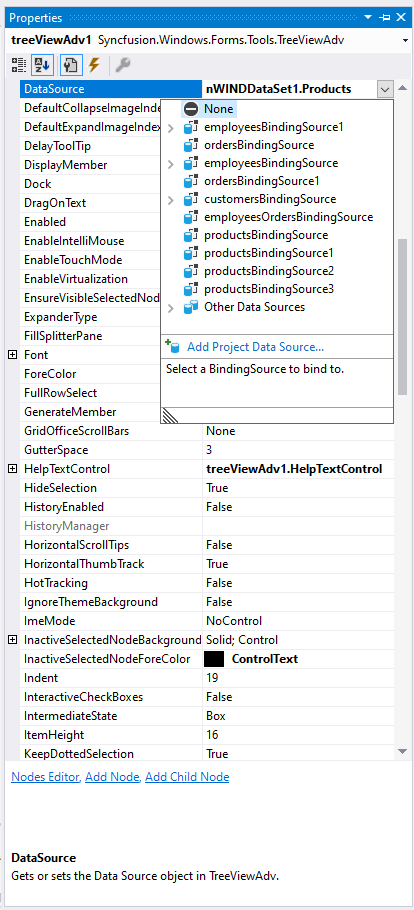 Properties
treeViewAdv1 Syncfusion.Windows.Forms.Tools.TreeViewAdv
DataSource nWINDDataSet1.Products
DefaultCollapseImageIndex
DefaultExpandImageIndex
DelayToolTip
DisplayMember
Dock
DragOnText
Enabled
EnableIntelliMouse
EnableTouchMode
EnableVirtualization
EnsureVisibleSelectedNod
ExpanderType
FillSplitterPane
Font
ForeColor
FullRowSelect
GenerateMember
None
employeesBindingSource1
ordersBindingSource
employeesBindingSource
ordersBindingSource1
customersBindingSource
employeesOrdersBindingSource
productsBindingSource
productsBindingSource1
productsBindingSource2
productsBindingSource3
Other Data Sources
Add Project Data Source...
Select a BindingSource to bind to.
GridOfficeScrollBars None
GutterSpace 3
HelpTextControl treeViewAdv1.HelpTextControl
HideSelection True
HistoryEnabled False
HistoryManager
HorizontalScrollTips False
HorizontalThumbTrack True
HotTracking False
IgnoreThemeBackground False
ImeMode NoControl
InactiveSelectedNodeBackground Solid; Control
InactiveSelectedNodeForeColor ControlText
Indent 19
InteractiveCheckBoxes False
IntermediateState Box
ItemHeight 16
KeepDottedSelection True
Nodes Editor, Add Node, Add Child Node
DataSource
Gets or sets the Data Source object in TreeViewAdv.